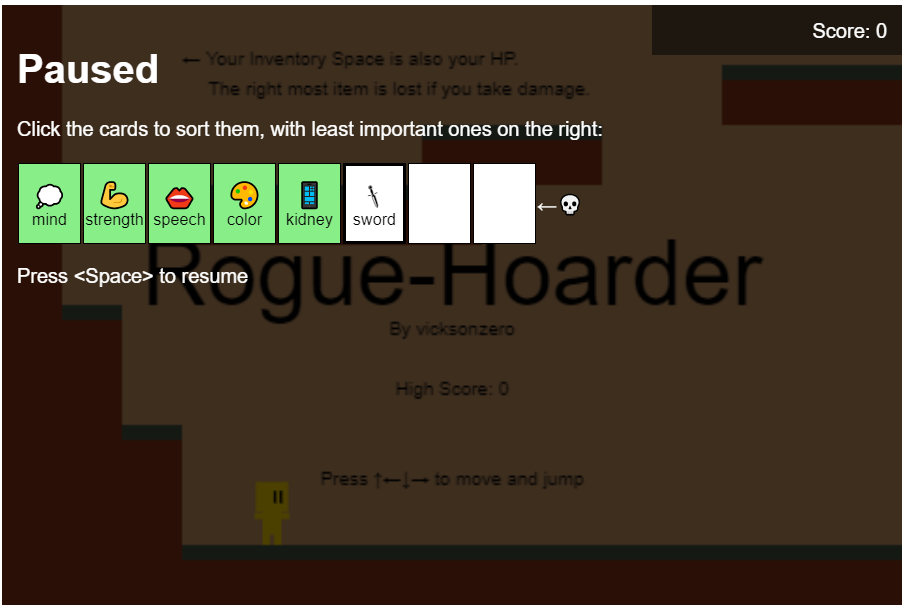 Score: 0
Paused
← Your Inventory Space is also your HP.
The right most item is lost if you take damage.
Click the cards to sort them, with least important ones on the right:
mind strength speech color kidney sword
←
Press <Space> to resume
Rogue-Hoarder
By vicksonzero
High Score: 0
Press ↑←↓→ to move and jump